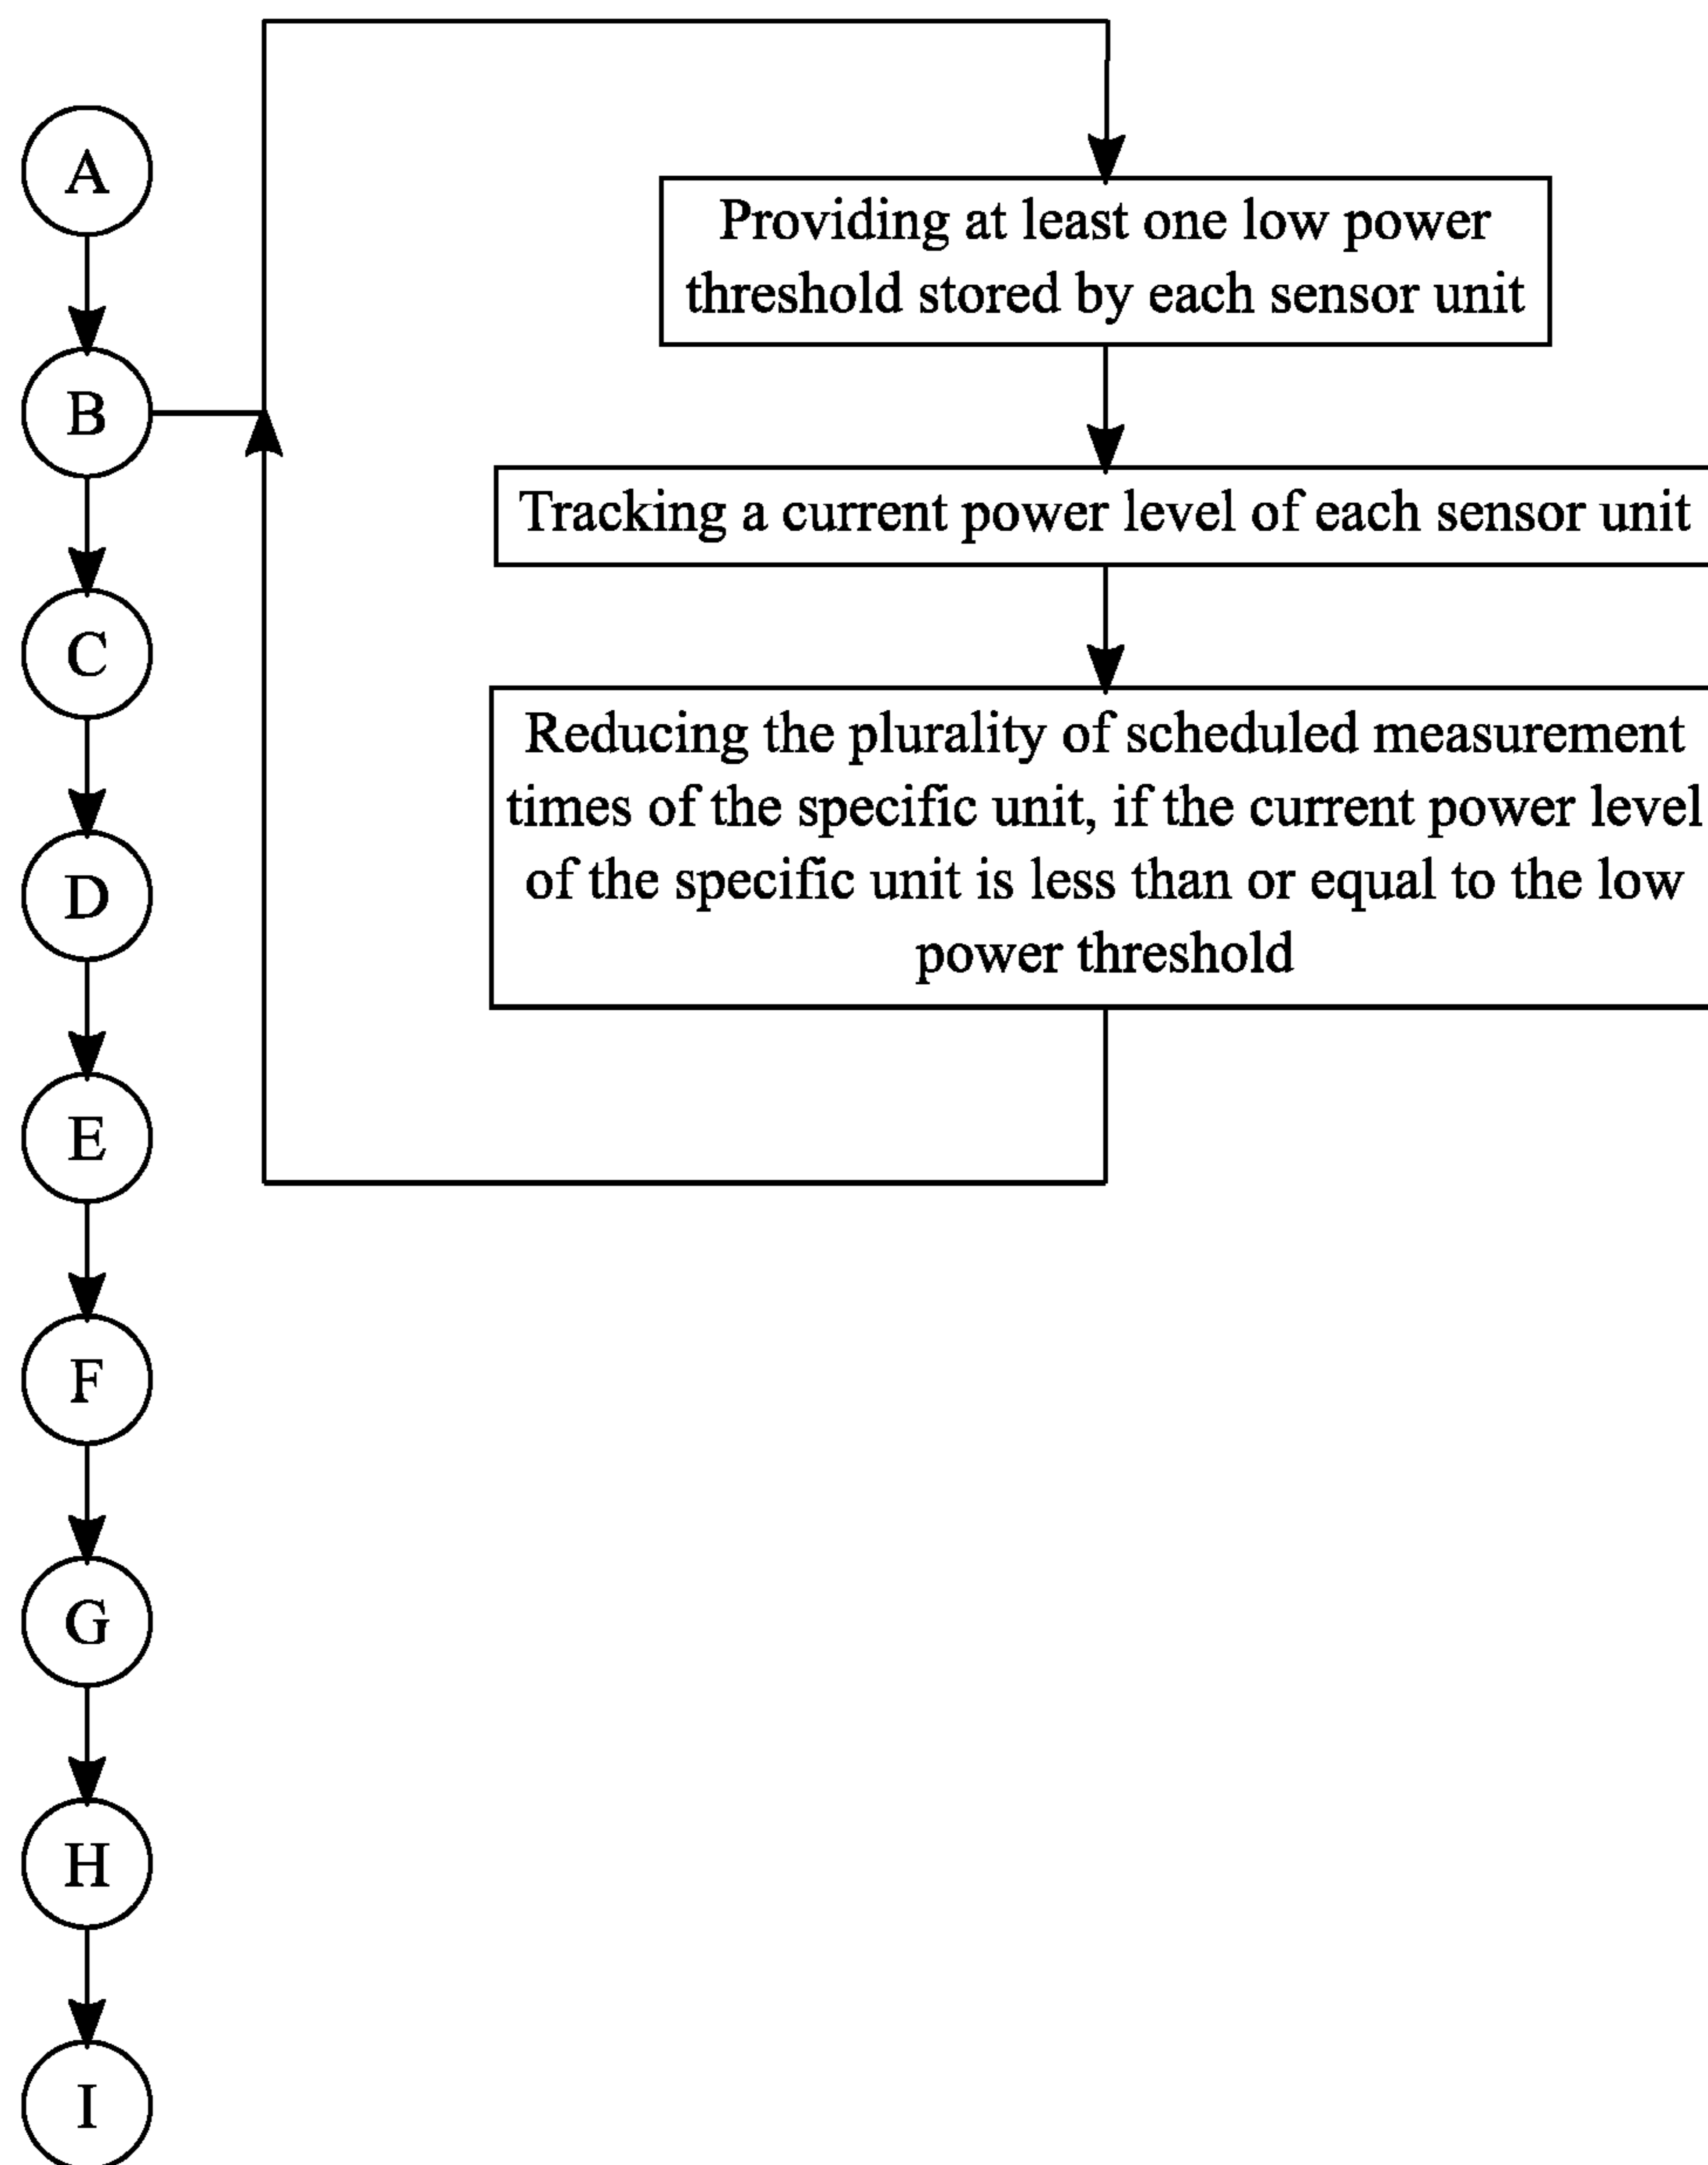 A
B
C
D
E
F
G
H
I
Providing at least one low power
threshold stored by each sensor unit
Tracking a current power level of each sensor unit
Reducing the plurality of scheduled measurement
times of the specific unit, if the current power level
of the specific unit is less than or equal to the low
power threshold